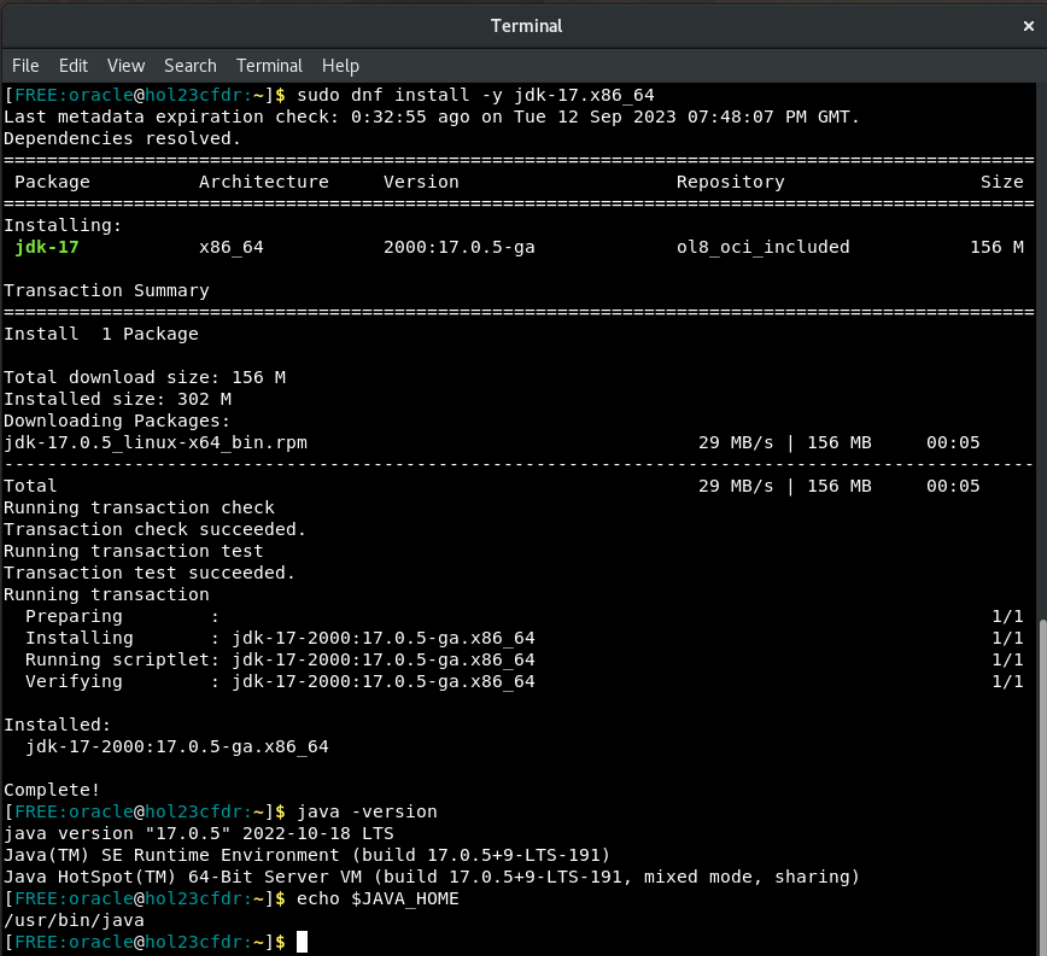 Terminal ×
File Edit View Search Terminal Help
[FREE:oracle@hol23cfdr:~]$ sudo dnf install -y jdk-17.x86_64
Last metadata expiration check: 0:32:55 ago on Tue 12 Sep 2023 07:48:07 PM GMT.
Dependencies resolved.
================================================================================
Package Architecture Version Repository Size
================================================================================
Installing:
jdk-17 x86_64 2000:17.0.5-ga ol8_oci_included 156 M
Transaction Summary
================================================================================
Install 1 Package
Total download size: 156 M
Installed size: 302 M
Downloading Packages:
jdk-17.0.5_linux-x64_bin.rpm 29 MB/s | 156 MB 00:05
--------------------------------------------------------------------------------
Total 29 MB/s | 156 MB 00:05
Running transaction check
Transaction check succeeded.
Running transaction test
Transaction test succeeded.
Running transaction
Preparing : 1/1
Installing : jdk-17-2000:17.0.5-ga.x86_64 1/1
Running scriptlet: jdk-17-2000:17.0.5-ga.x86_64 1/1
Verifying : jdk-17-2000:17.0.5-ga.x86_64 1/1
Installed:
jdk-17-2000:17.0.5-ga.x86_64
Complete!
[FREE:oracle@hol23cfdr:~]$ java -version
java version "17.0.5" 2022-10-18 LTS
Java(TM) SE Runtime Environment (build 17.0.5+9-LTS-191)
Java HotSpot(TM) 64-Bit Server VM (build 17.0.5+9-LTS-191, mixed mode, sharing)
[FREE:oracle@hol23cfdr:~]$ echo $JAVA_HOME
/usr/bin/java
[FREE:oracle@hol23cfdr:~]$